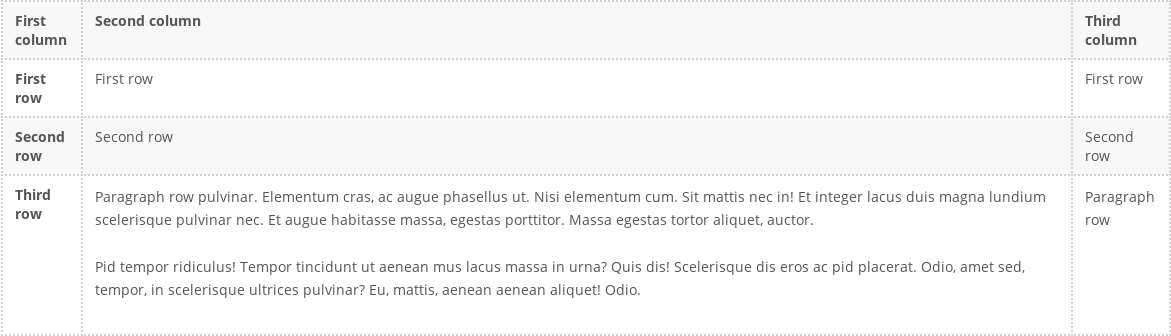 First
column
Second column
Third
column
First
row
First row
First row
Second
row
Second row
Second
row
Third
row
Paragraph row pulvinar. Elementum cras, ac augue phasellus ut. Nisi elementum cum. Sit mattis nec in! Et integer lacus duis magna lundium
scelerisque pulvinar nec. Et augue habitasse massa, egestas porttitor. Massa egestas tortor aliquet, auctor.
Pid tempor ridiculus! Tempor tincidunt ut aenean mus lacus massa in urna? Quis dis! Scelerisque dis eros ac pid placerat. Odio, amet sed,
tempor, in scelerisque ultrices pulvinar? Eu, mattis, aenean aenean aliquet! Odio.
Paragraph
row